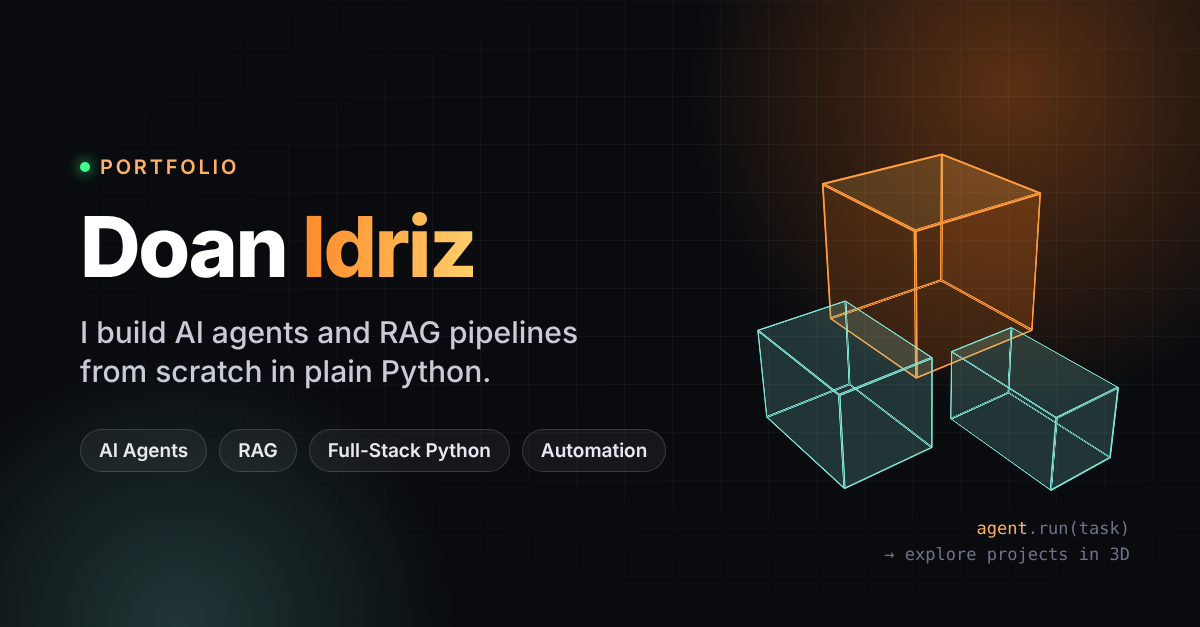 PORTFOLIO
Doan Idriz
I build AI agents and RAG pipelines
from scratch in plain Python.
AI Agents
RAG
Full-Stack Python
Automation
agent.run(task)
→ explore projects in 3D